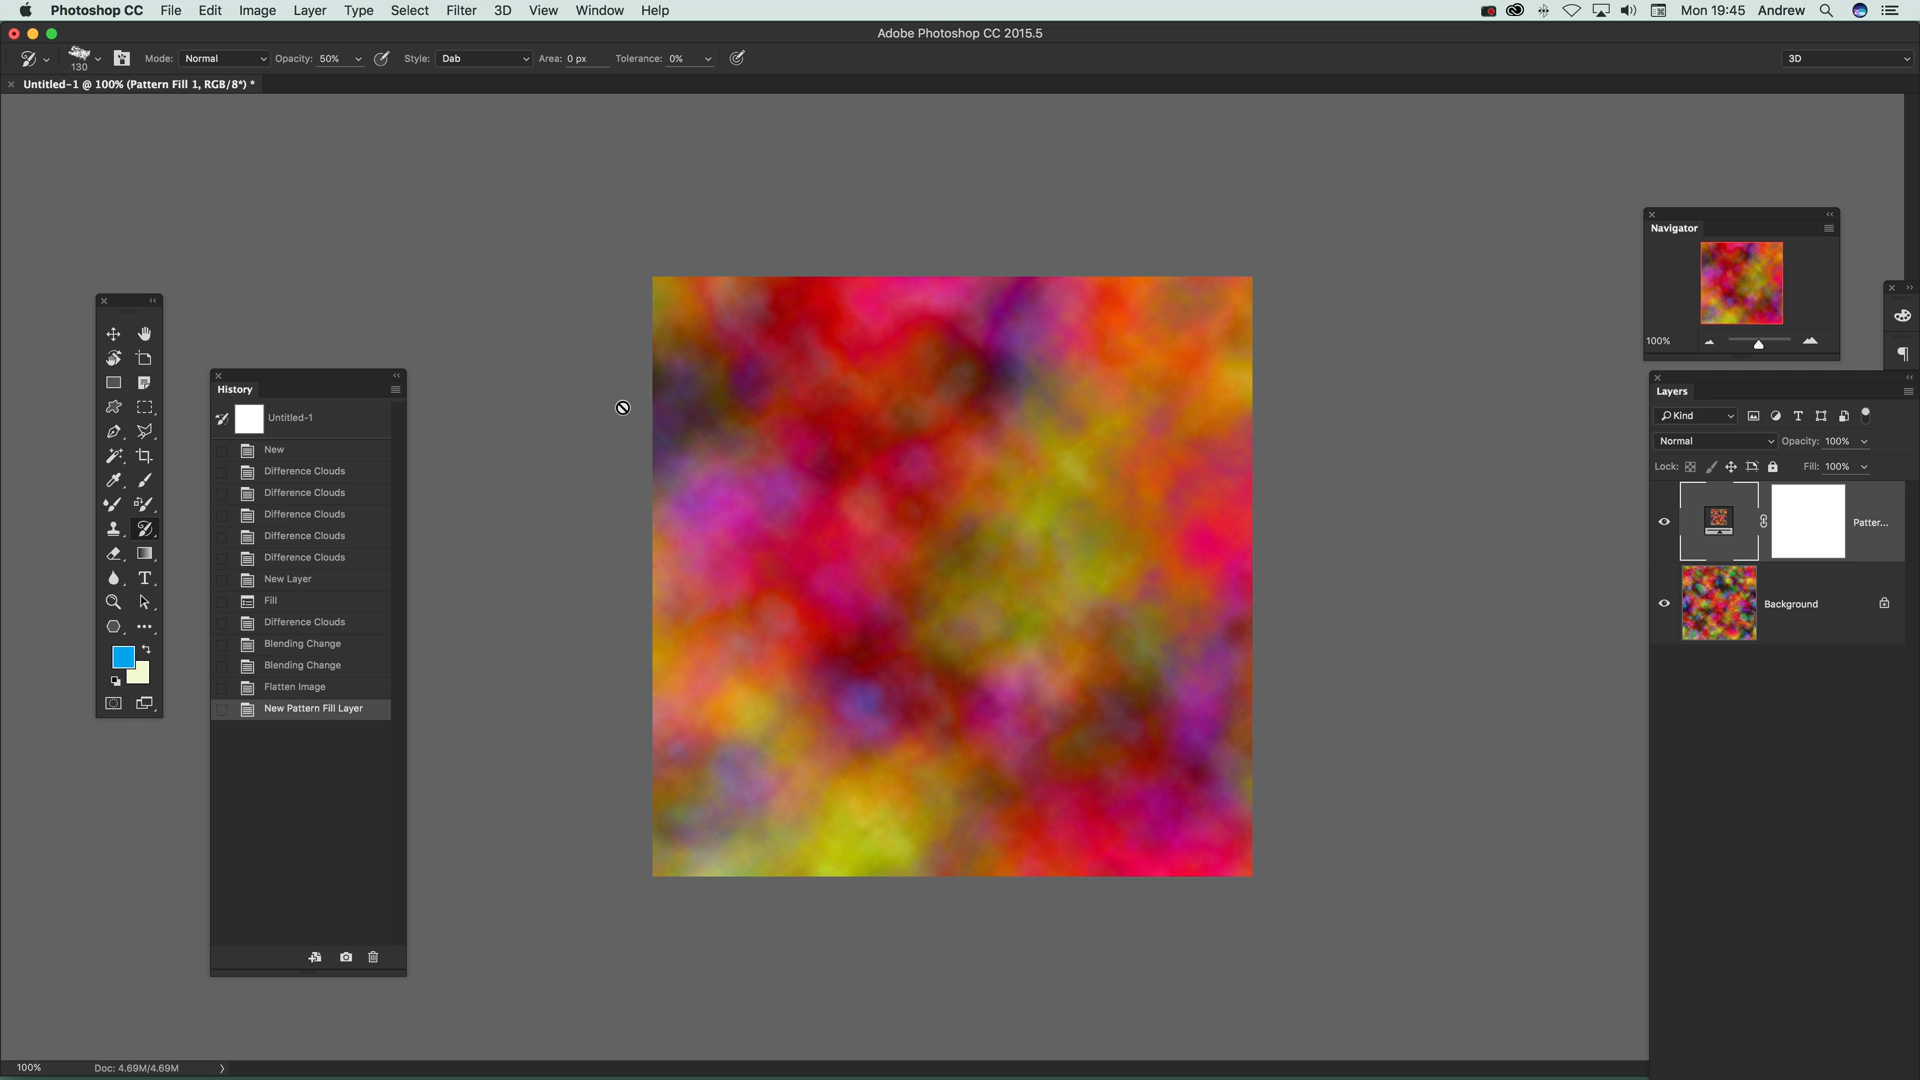 Photoshop CC File Edit Image Layer Type Select Filter 3D View Window Help Mon 19:45 Andrew
Adobe Photoshop CC 2015.5
130 Mode: Normal Opacity: 50% Style: Dab Area: 0 px Tolerance: 0% 3D
Untitled-1 @ 100% (Pattern Fill 1, RGB/8*) *
Navigator
100%
History
Untitled-1
New
Difference Clouds
Difference Clouds
Difference Clouds
Difference Clouds
Difference Clouds
New Layer
Fill
Difference Clouds
Blending Change
Blending Change
Flatten Image
New Pattern Fill Layer
Layers
Kind
Normal Opacity: 100%
Lock: Fill: 100%
Patter...
Background
100% Doc: 4.69M/4.69M